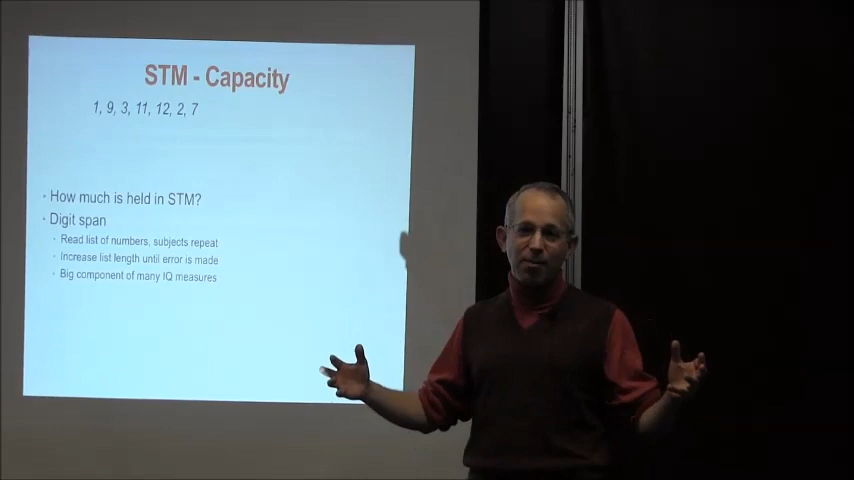 STM - Capacity
1, 9, 3, 11, 12, 2, 7
· How much is held in STM?
· Digit span
· Read list of numbers, subjects repeat
· Increase list length until error is made
· Big component of many IQ measures